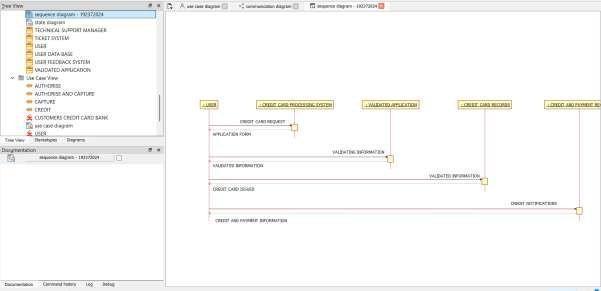 Tree View
use case diagram
communication diagram
sequence diagram - 192372024
sequence diagram - 192372024
state diagram
TECHNICAL SUPPORT MANAGER
TICKET SYSTEM
USER
USER DATA BASE
USER FEEDBACK SYSTEM
VALIDATED APPLICATION
Use Case View
AUTHORISE
AUTHORISE AND CAPTURE
CAPTURE
CREDIT
CUSTOMERS CREDIT CARD BANK
use case diagram
USER
Tree View
Stereotypes
Diagrams
Documentation
sequence diagram - 192372024
Documentation
Command history
Log
Debug
: USER
: CREDIT CARD PROCESSING SYSTEM
: VALIDATED APPLICATION
: CREDIT CARD RECORDS
: CREDIT AND PAYMENT
CREDIT CARD REQUEST
APPLICATION FORM
VALIDATING INFORMATION
VALIDATED INFORMATION
VALIDATED INFORMATION
CREDIT CARD ISSUED
CREDIT NOTIFICATIONS
CREDIT AND PAYMENT INFORMATION